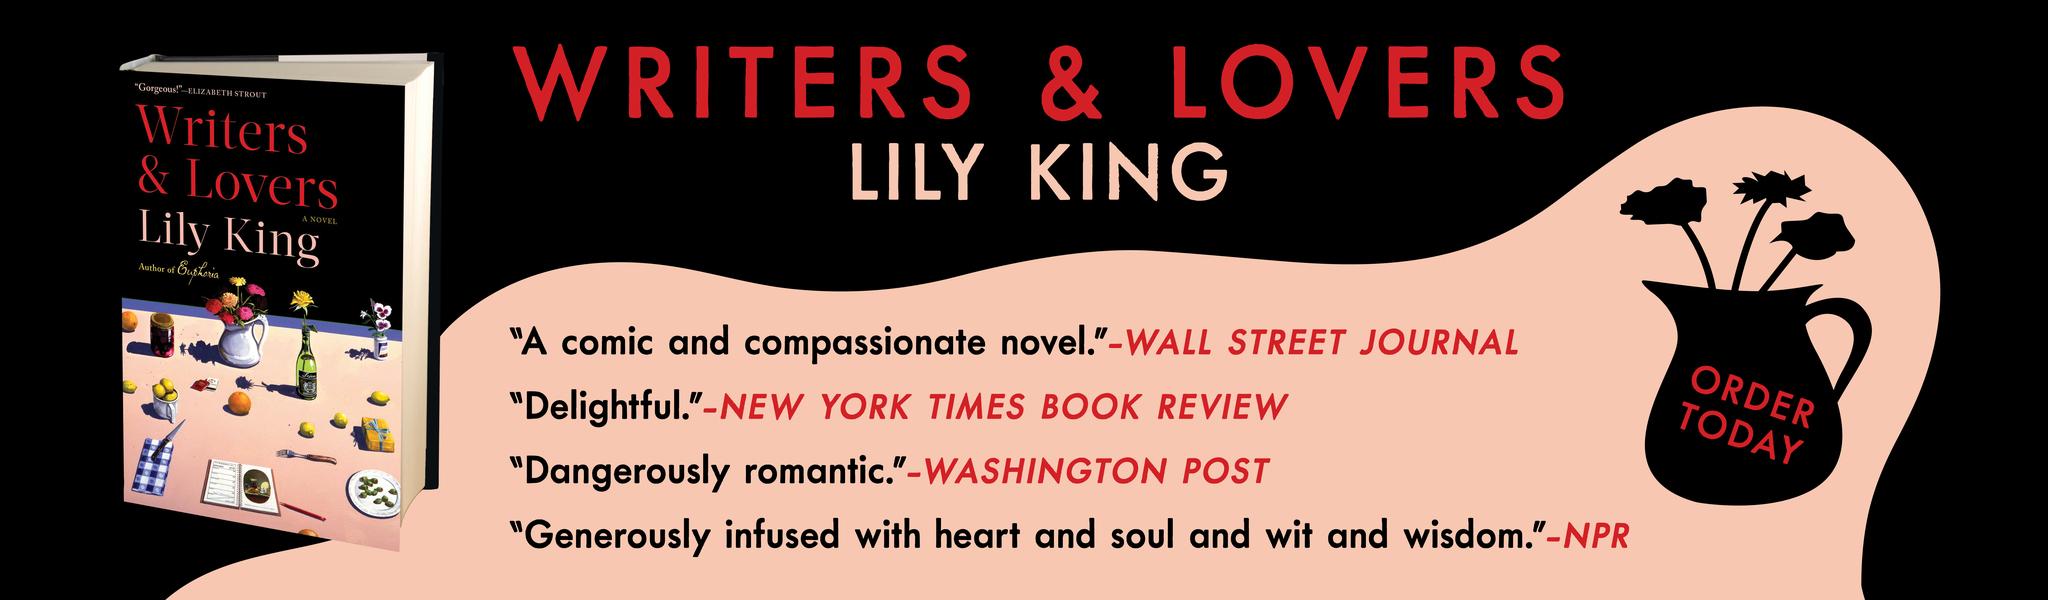 "Gorgeous!"—ELIZABETH STROUT
Writers
& Lovers
A NOVEL
Lily King
Author of Euphoria
WRITERS & LOVERS
LILY KING
"A comic and compassionate novel."–WALL STREET JOURNAL
"Delightful."–NEW YORK TIMES BOOK REVIEW
"Dangerously romantic."–WASHINGTON POST
"Generously infused with heart and soul and wit and wisdom."–NPR
ORDER
TODAY